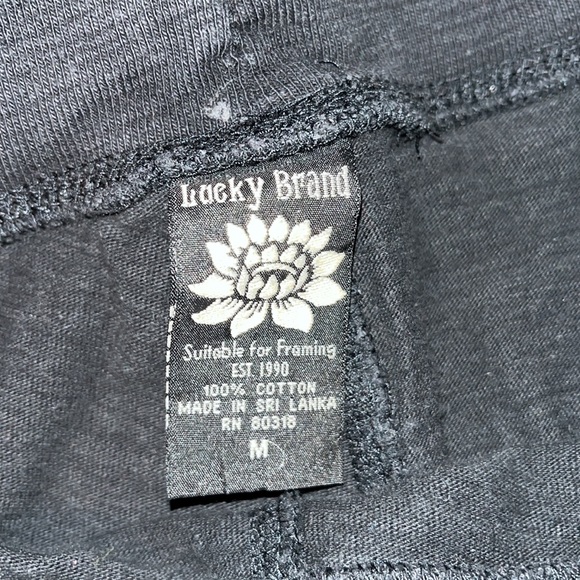 Lucky Brand
Suitable for Framing
EST 1990
100% COTTON
MADE IN SRI LANKA
RN 80318
M